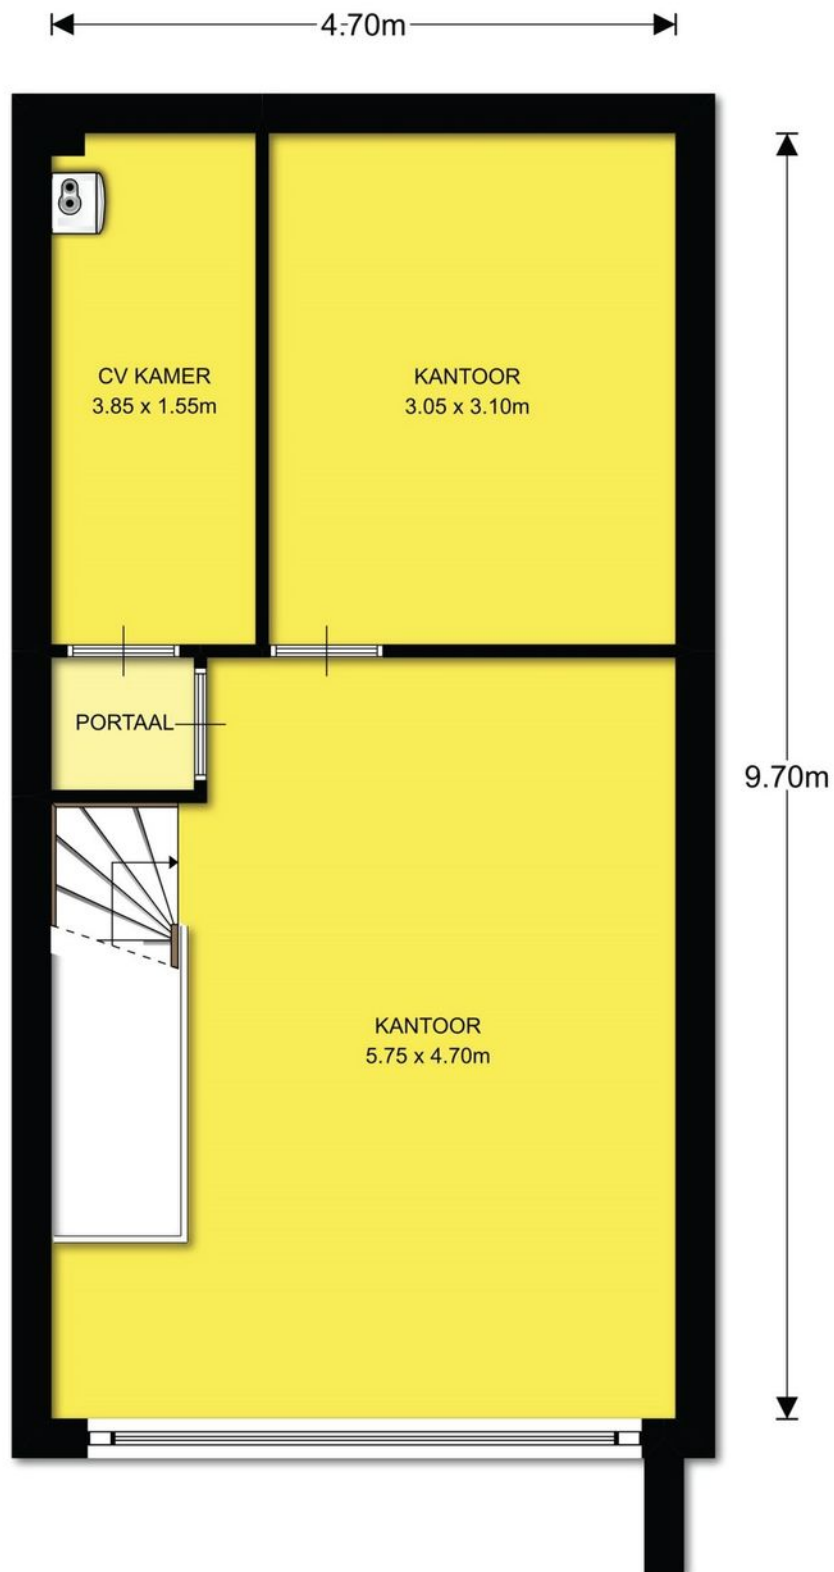 4.70m
CV KAMER
3.85 x 1.55m
KANTOOR
3.05 x 3.10m
PORTAAL
9.70m
KANTOOR
5.75 x 4.70m